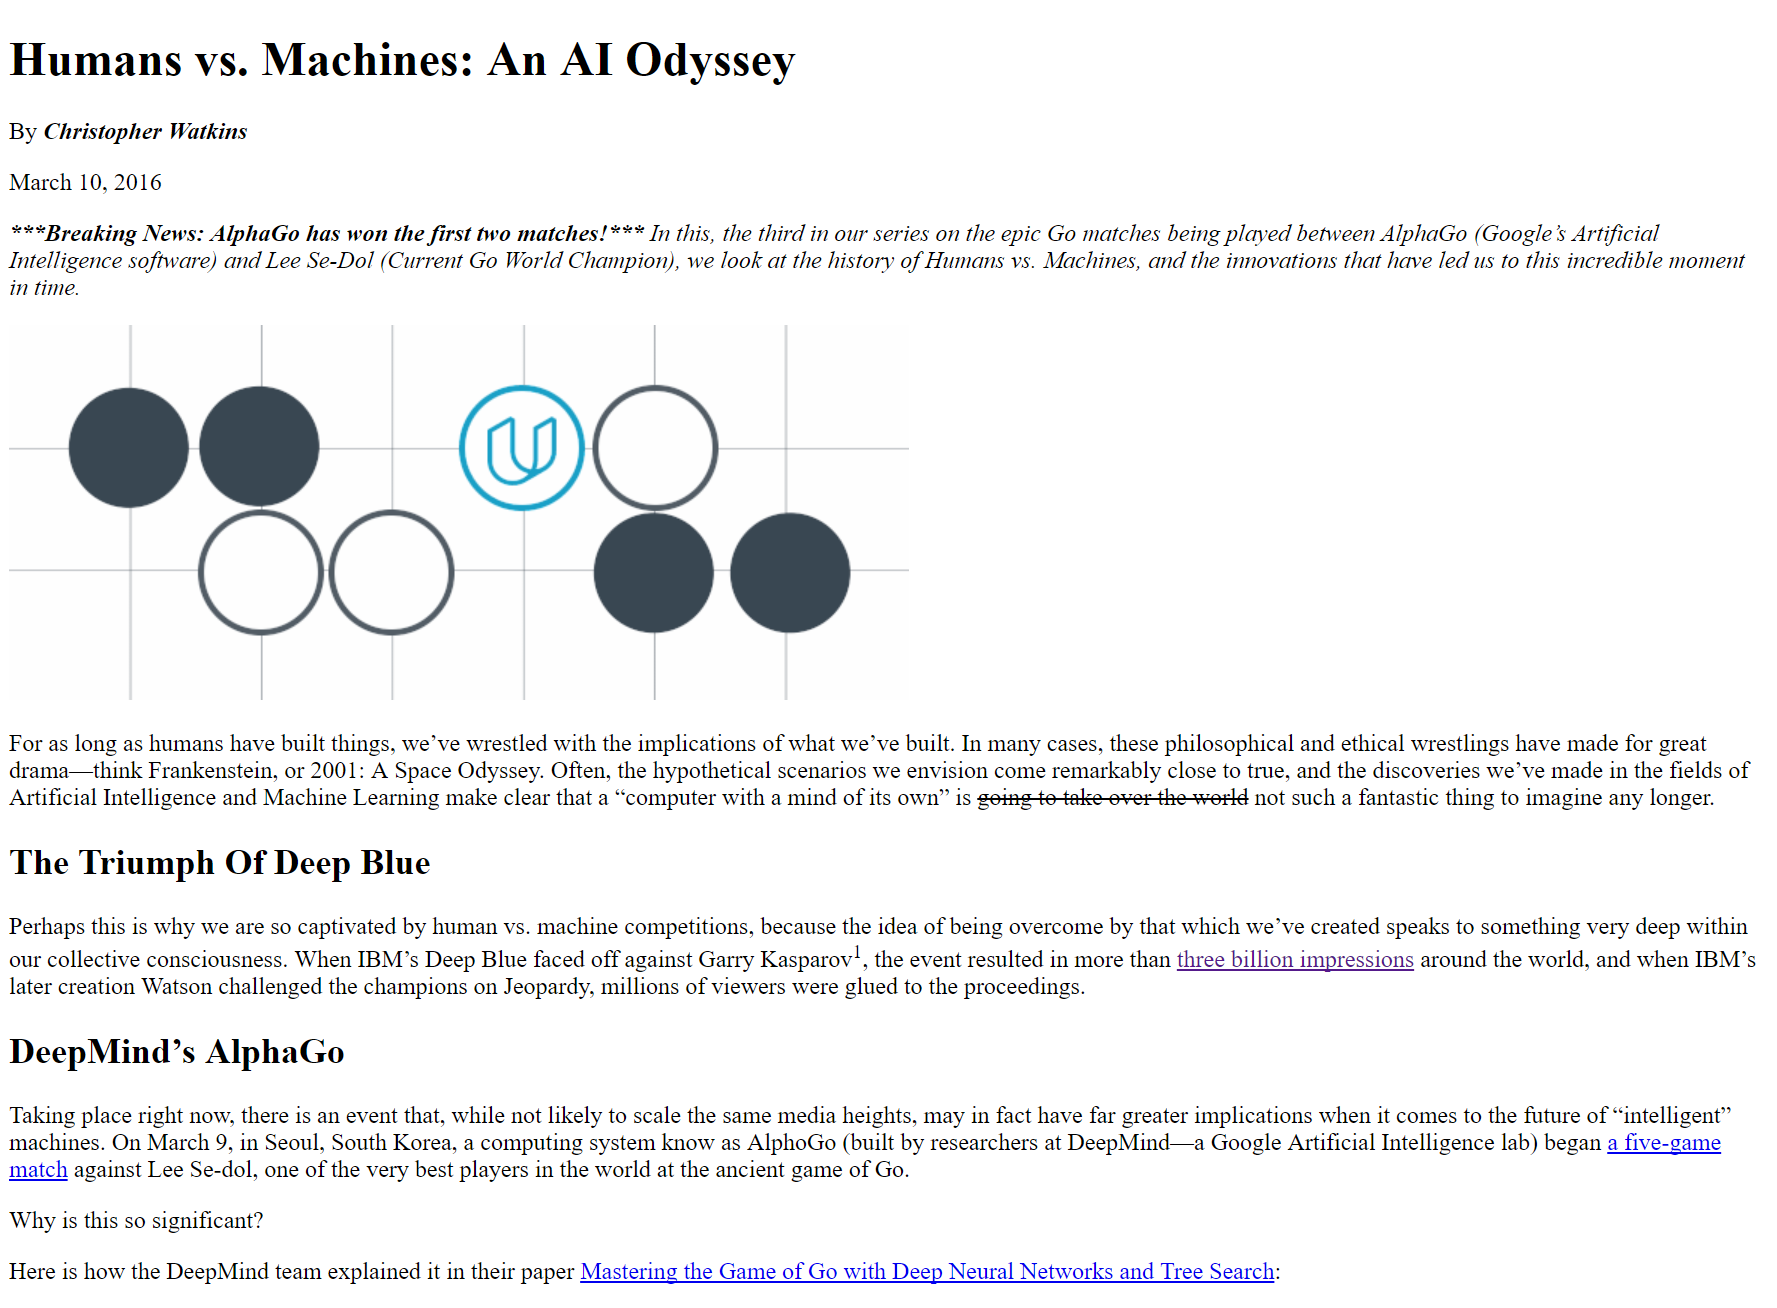 Humans vs. Machines: An AI Odyssey
By Christopher Watkins
March 10, 2016
***Breaking News: AlphaGo has won the first two matches!*** In this, the third in our series on the epic Go matches being played between AlphaGo (Google’s Artificial
Intelligence software) and Lee Se-Dol (Current Go World Champion), we look at the history of Humans vs. Machines, and the innovations that have led us to this incredible moment
in time.
For as long as humans have built things, we’ve wrestled with the implications of what we’ve built. In many cases, these philosophical and ethical wrestlings have made for great
drama—think Frankenstein, or 2001: A Space Odyssey. Often, the hypothetical scenarios we envision come remarkably close to true, and the discoveries we’ve made in the fields of
Artificial Intelligence and Machine Learning make clear that a “computer with a mind of its own” is going to take over the world not such a fantastic thing to imagine any longer.
The Triumph Of Deep Blue
Perhaps this is why we are so captivated by human vs. machine competitions, because the idea of being overcome by that which we’ve created speaks to something very deep within
our collective consciousness. When IBM’s Deep Blue faced off against Garry Kasparov1, the event resulted in more than three billion impressions around the world, and when IBM’s
later creation Watson challenged the champions on Jeopardy, millions of viewers were glued to the proceedings.
DeepMind’s AlphaGo
Taking place right now, there is an event that, while not likely to scale the same media heights, may in fact have far greater implications when it comes to the future of “intelligent”
machines. On March 9, in Seoul, South Korea, a computing system know as AlphoGo (built by researchers at DeepMind—a Google Artificial Intelligence lab) began a five-game
match against Lee Se-dol, one of the very best players in the world at the ancient game of Go.
Why is this so significant?
Here is how the DeepMind team explained it in their paper Mastering the Game of Go with Deep Neural Networks and Tree Search: